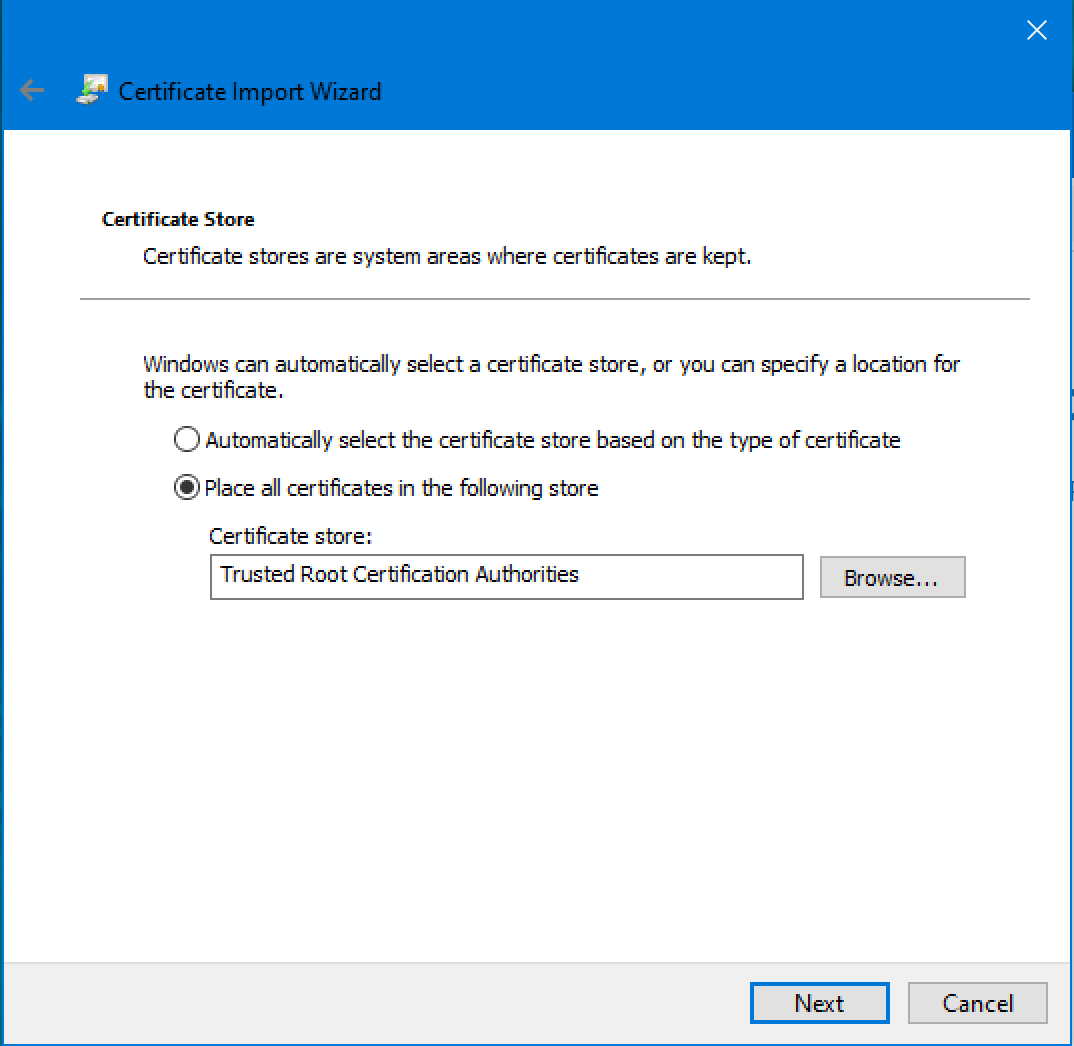 Certificate Import Wizard
Certificate Store
Certificate stores are system areas where certificates are kept.
Windows can automatically select a certificate store, or you can specify a location for
the certificate.
Automatically select the certificate store based on the type of certificate
Place all certificates in the following store
Certificate store:
Trusted Root Certification Authorities
Browse...
Next
Cancel